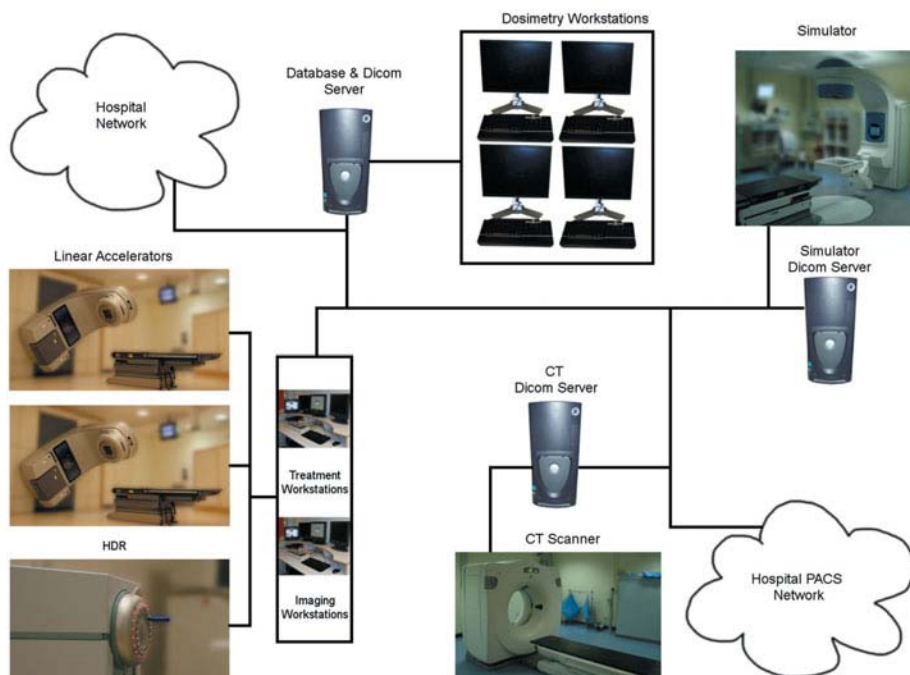 Dosimetry Workstations
Simulator
Database & Dicom
Server
Hospital
Network
Linear Accelerators
Simulator
Dicom Server
CT
Dicom Server
Treatment
Workstations
HDR
CT Scanner
Imaging
Workstations
Hospital PACS
Network